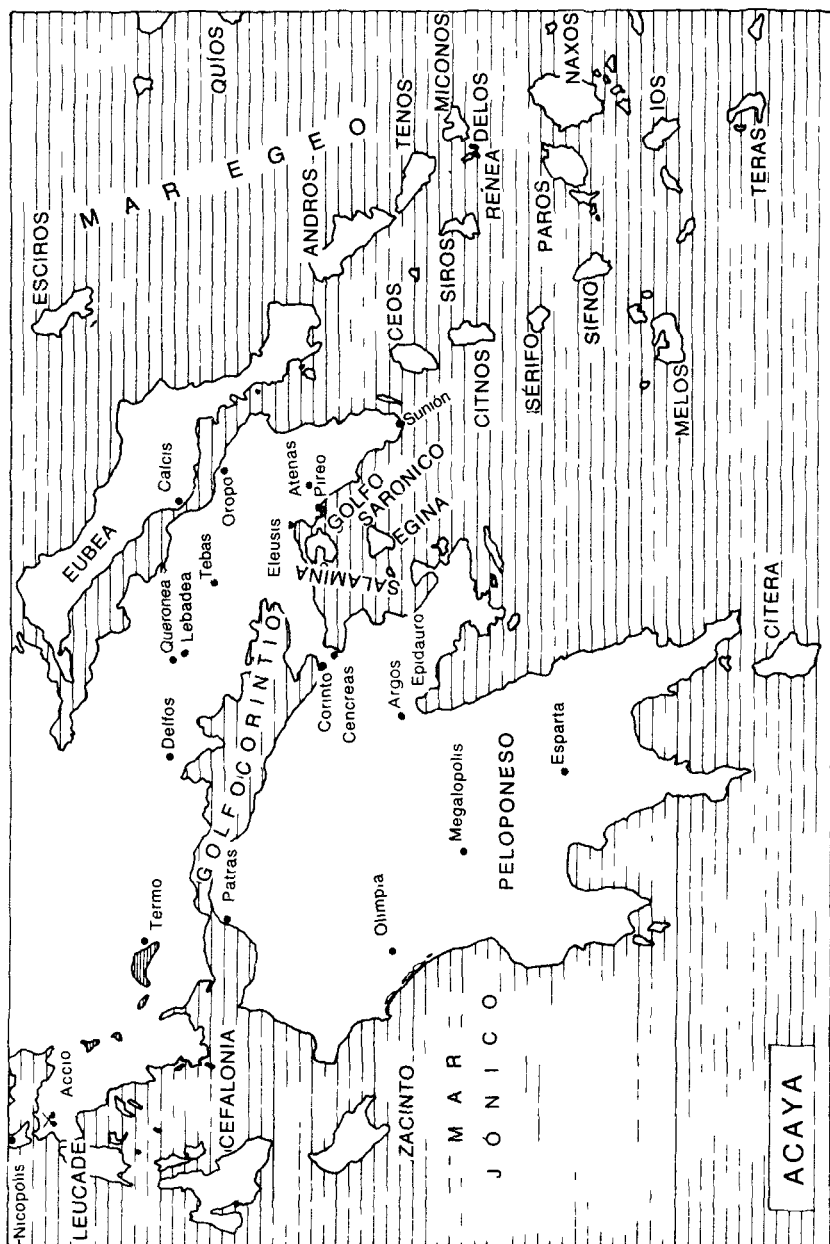 ACAYA
Nicopolis
Accio
LEUCADE
CEFALONIA
ZACINTO
MAR
JÓNICO
Termo
Patras
Olimpia
Megalopolis
PELOPONESO
Esparta
Delfos
GOLFO CORINTIO
Corinto
Cencreas
Argos
Epidauro
CITERA
Queronea
Lebadea
Tebas
EUBEA
Calcis
Oropo
Eleusis
Atenas
Pireo
SALAMINA
GOLFO
SARONICO
EGINA
Sunión
ESCIROS
MAR EGEO
QUÍOS
ANDROS
TENOS
MICONOS
DELOS
RENEA
SIROS
CEOS
CITNOS
SÉRIFO
SIFNO
PAROS
NAXOS
IOS
MELOS
TERAS